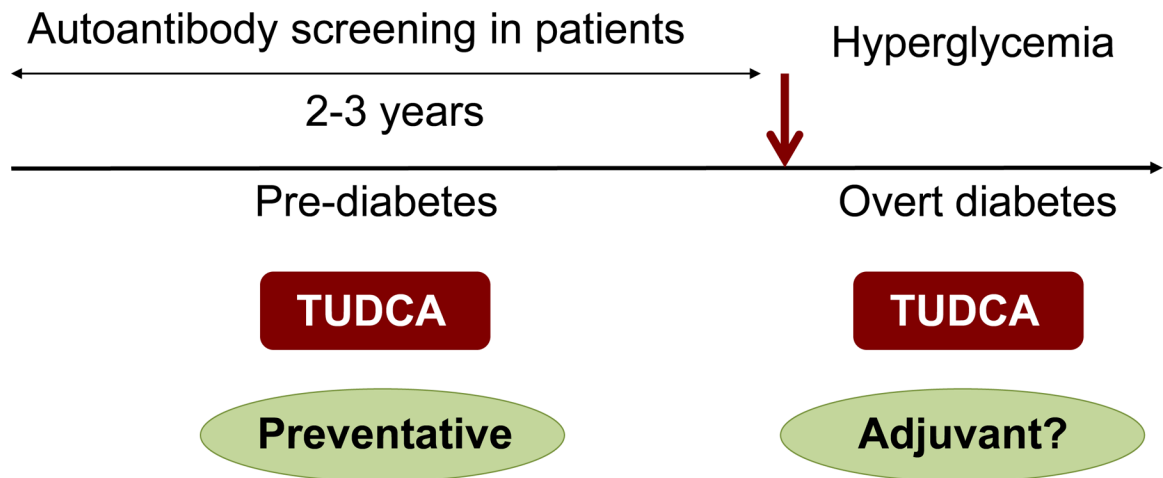 Autoantibody screening in patients
Hyperglycemia
2-3 years
Pre-diabetes
Overt diabetes
TUDCA
TUDCA
Preventative
Adjuvant?